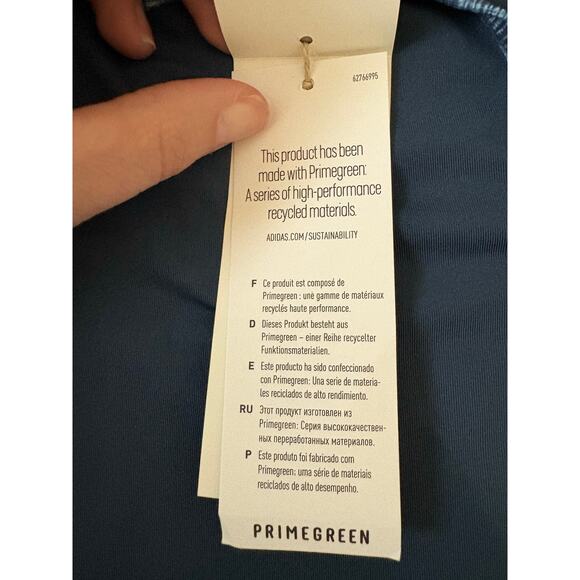 62766995
This product has been
made with Primegreen:
A series of high-performance
recycled materials.
ADIDAS.COM/SUSTAINABILITY
F Ce produit est composé de
Primegreen : une gamme de matériaux
recyclés haute performance.
D Dieses Produkt besteht aus
Primegreen – einer Reihe recycelter
Funktionsmaterialien.
E Este producto ha sido confeccionado
con Primegreen: Una serie de materia-
les reciclados de alto rendimiento.
RU Этот продукт изготовлен из
Primegreen: Серия высококачествен-
ных переработанных материалов.
P Este produto foi fabricado com
Primegreen; uma série de materiais
reciclados de alto desempenho.
PRIMEGREEN